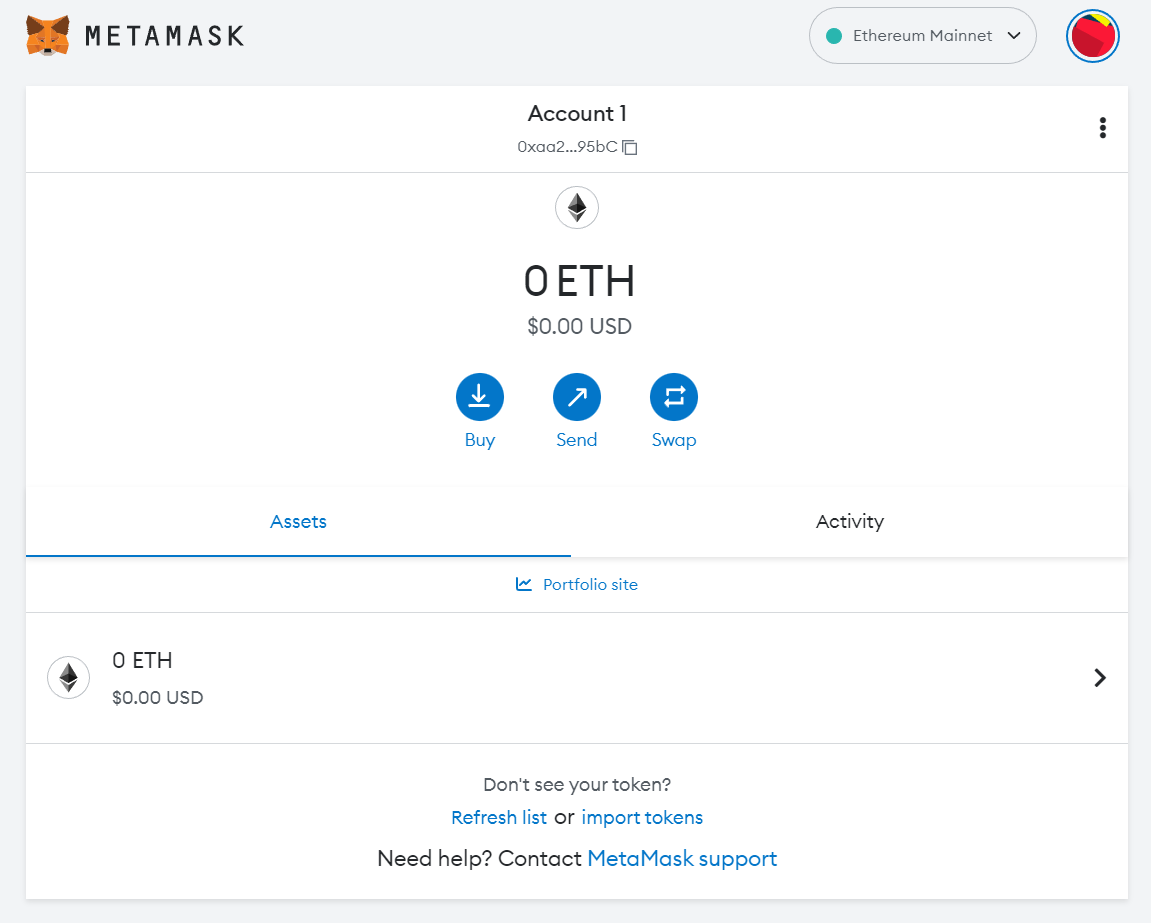 METAMASK
Ethereum Mainnet
Account 1
0xaa2...95bC
0 ETH
$0.00 USD
Buy Send Swap
Assets Activity
Portfolio site
0 ETH
$0.00 USD
Don't see your token?
Refresh list or import tokens
Need help? Contact MetaMask support